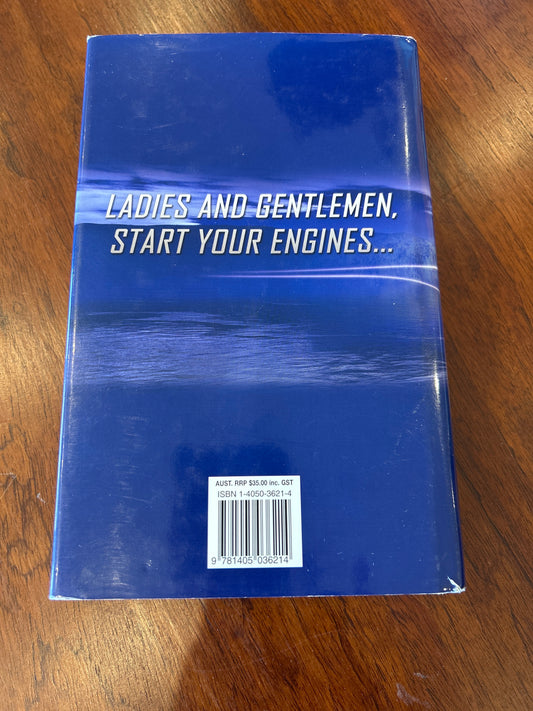 LADIES AND GENTLEMEN,
START YOUR ENGINES...
AUST. RRP $35.00 inc. GST
ISBN 1-4050-3621-4
9 781405 036214